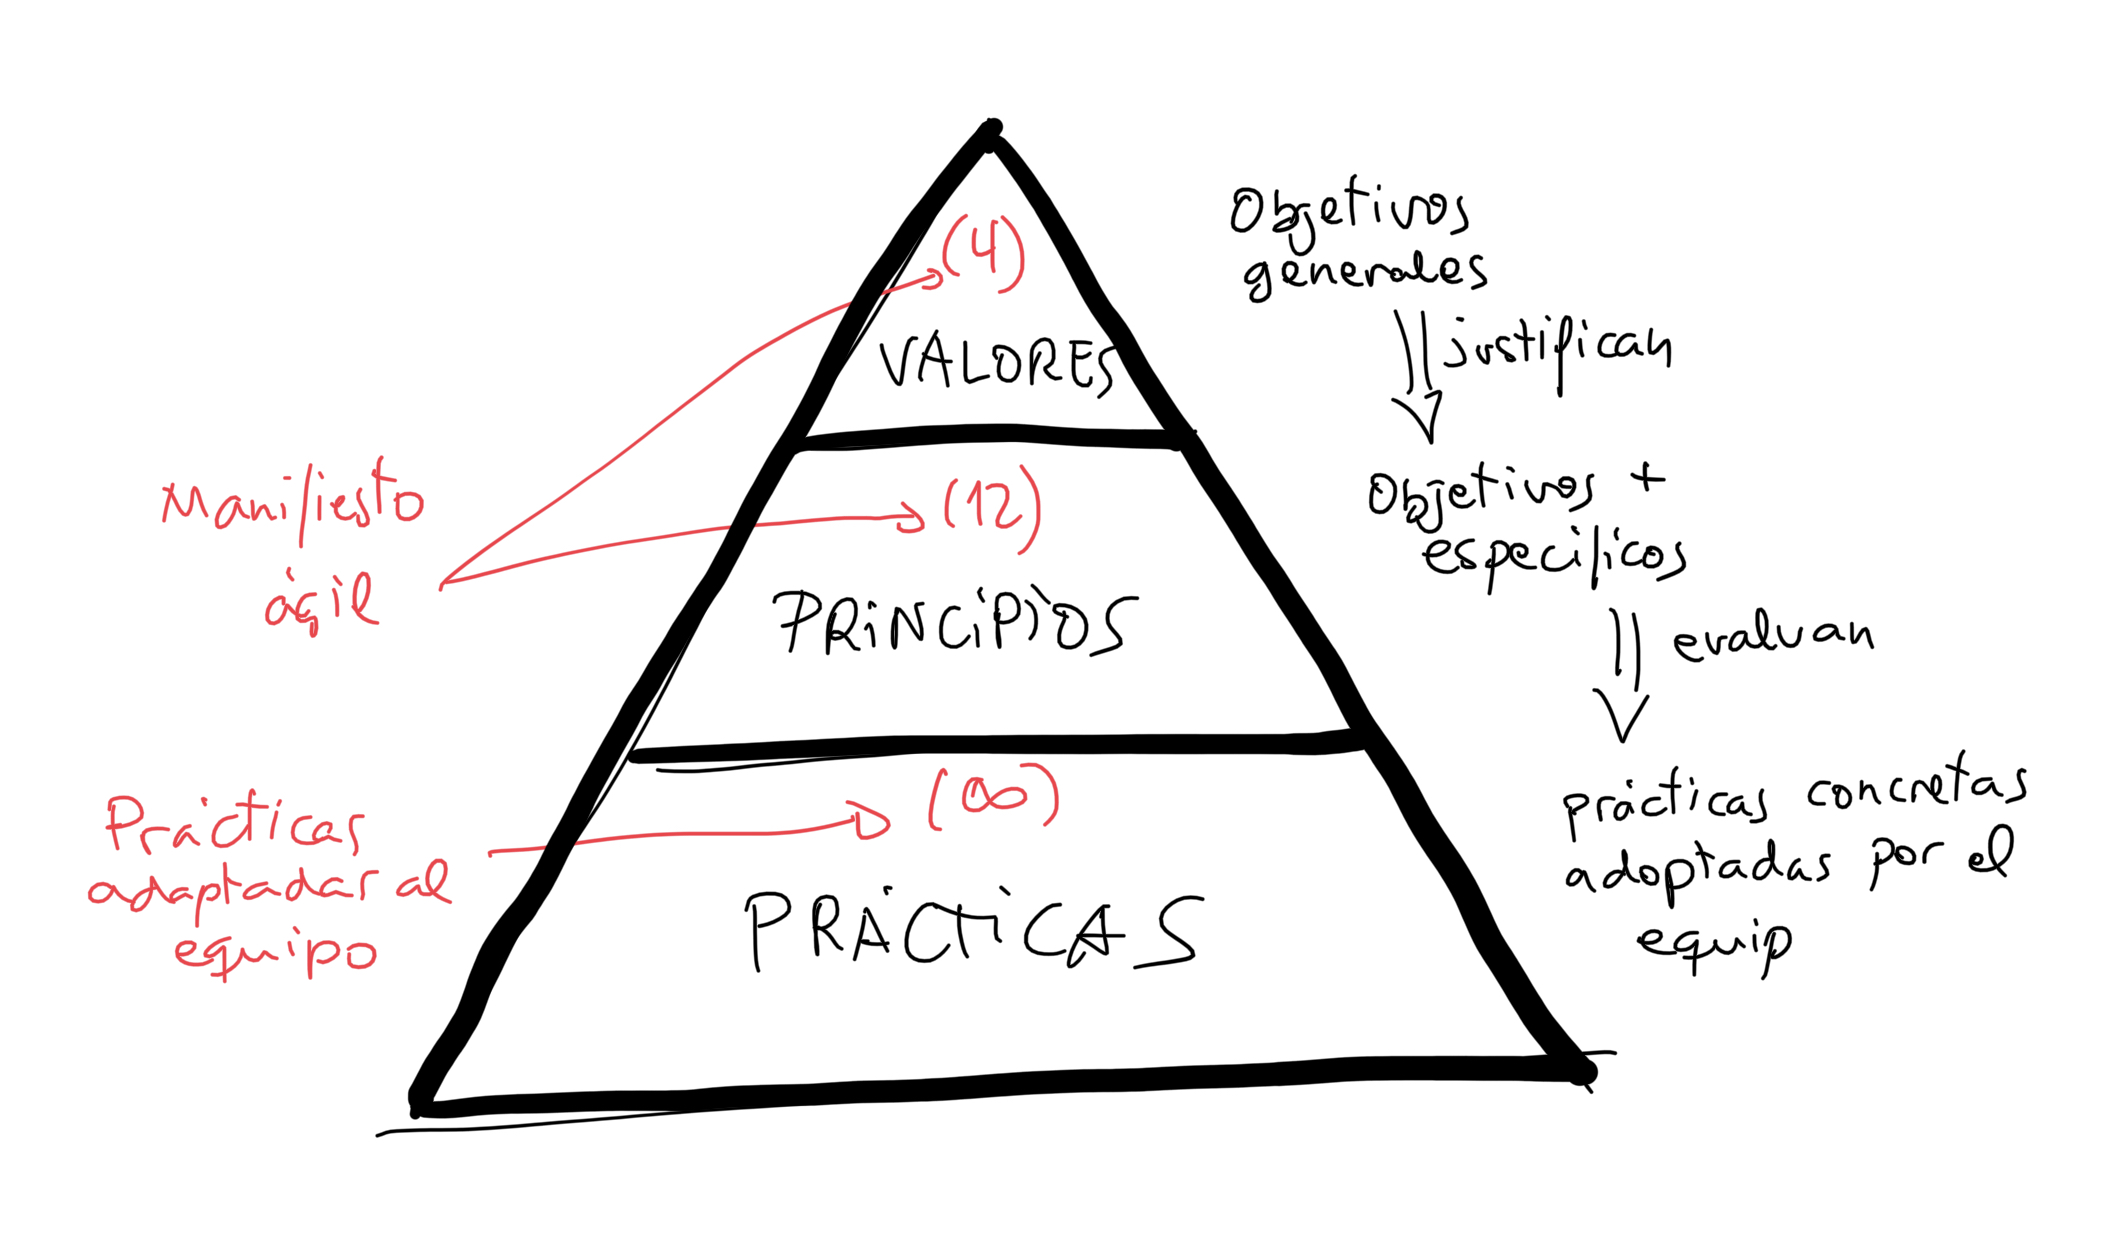 (4)
VALORES
(12)
PRINCIPIOS
(∞)
PRÁCTICAS
Manifiesto
ágil
Prácticas
adaptadas al
equipo
Objetivos
generales
justifican
Objetivos +
específicos
evaluan
prácticas concretas
adoptadas por el
equip